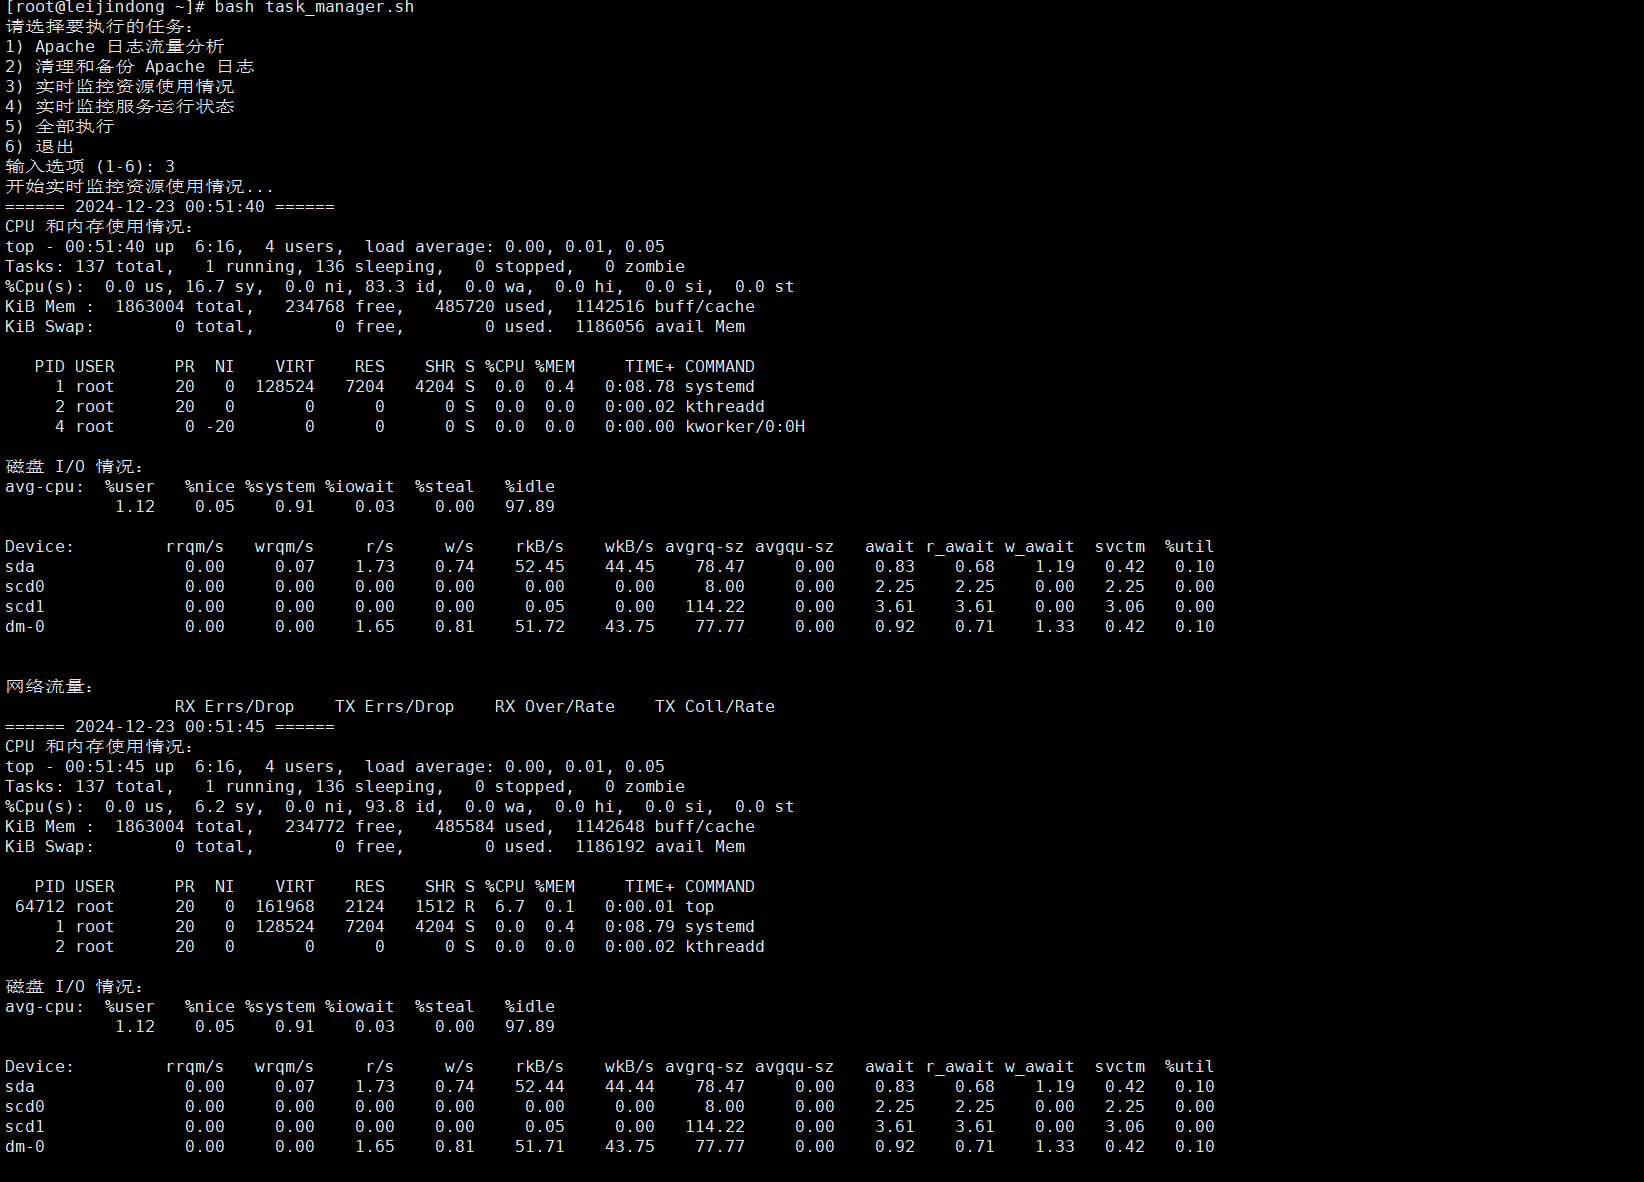 [root@leijindong ~]# bash task_manager.sh
请选择要执行的任务：
1) Apache 日志流量分析
2) 清理和备份 Apache 日志
3) 实时监控资源使用情况
4) 实时监控服务运行状态
5) 全部执行
6) 退出
输入选项 (1-6): 3
开始实时监控资源使用情况...
====== 2024-12-23 00:51:40 ======
CPU 和内存使用情况：
top - 00:51:40 up  6:16,  4 users,  load average: 0.00, 0.01, 0.05
Tasks: 137 total,   1 running, 136 sleeping,   0 stopped,   0 zombie
%Cpu(s):  0.0 us, 16.7 sy,  0.0 ni, 83.3 id,  0.0 wa,  0.0 hi,  0.0 si,  0.0 st
KiB Mem :  1863004 total,   234768 free,   485720 used,  1142516 buff/cache
KiB Swap:        0 total,        0 free,        0 used.  1186056 avail Mem
   PID USER      PR  NI    VIRT    RES    SHR S %CPU %MEM     TIME+ COMMAND
     1 root      20   0  128524   7204   4204 S  0.0  0.4   0:08.78 systemd
     2 root      20   0       0      0      0 S  0.0  0.0   0:00.02 kthreadd
     4 root       0 -20       0      0      0 S  0.0  0.0   0:00.00 kworker/0:0H
磁盘 I/O 情况：
avg-cpu:  %user   %nice %system %iowait  %steal   %idle
           1.12    0.05    0.91    0.03    0.00   97.89
Device:         rrqm/s   wrqm/s     r/s     w/s    rkB/s    wkB/s avgrq-sz avgqu-sz   await r_await w_await  svctm  %util
sda               0.00     0.07    1.73    0.74    52.45    44.45    78.47     0.00    0.83    0.68    1.19   0.42   0.10
scd0              0.00     0.00    0.00    0.00     0.00     0.00     8.00     0.00    2.25    2.25    0.00   2.25   0.00
scd1              0.00     0.00    0.00    0.00     0.05     0.00   114.22     0.00    3.61    3.61    0.00   3.06   0.00
dm-0              0.00     0.00    1.65    0.81    51.72    43.75    77.77     0.00    0.92    0.71    1.33   0.42   0.10
网络流量：
                 RX Errs/Drop    TX Errs/Drop    RX Over/Rate    TX Coll/Rate
====== 2024-12-23 00:51:45 ======
CPU 和内存使用情况：
top - 00:51:45 up  6:16,  4 users,  load average: 0.00, 0.01, 0.05
Tasks: 137 total,   1 running, 136 sleeping,   0 stopped,   0 zombie
%Cpu(s):  0.0 us,  6.2 sy,  0.0 ni, 93.8 id,  0.0 wa,  0.0 hi,  0.0 si,  0.0 st
KiB Mem :  1863004 total,   234772 free,   485584 used,  1142648 buff/cache
KiB Swap:        0 total,        0 free,        0 used.  1186192 avail Mem
   PID USER      PR  NI    VIRT    RES    SHR S %CPU %MEM     TIME+ COMMAND
 64712 root      20   0  161968   2124   1512 R  6.7  0.1   0:00.01 top
     1 root      20   0  128524   7204   4204 S  0.0  0.4   0:08.79 systemd
     2 root      20   0       0      0      0 S  0.0  0.0   0:00.02 kthreadd
磁盘 I/O 情况：
avg-cpu:  %user   %nice %system %iowait  %steal   %idle
           1.12    0.05    0.91    0.03    0.00   97.89
Device:         rrqm/s   wrqm/s     r/s     w/s    rkB/s    wkB/s avgrq-sz avgqu-sz   await r_await w_await  svctm  %util
sda               0.00     0.07    1.73    0.74    52.44    44.44    78.47     0.00    0.83    0.68    1.19   0.42   0.10
scd0              0.00     0.00    0.00    0.00     0.00     0.00     8.00     0.00    2.25    2.25    0.00   2.25   0.00
scd1              0.00     0.00    0.00    0.00     0.05     0.00   114.22     0.00    3.61    3.61    0.00   3.06   0.00
dm-0              0.00     0.00    1.65    0.81    51.71    43.75    77.77     0.00    0.92    0.71    1.33   0.42   0.10